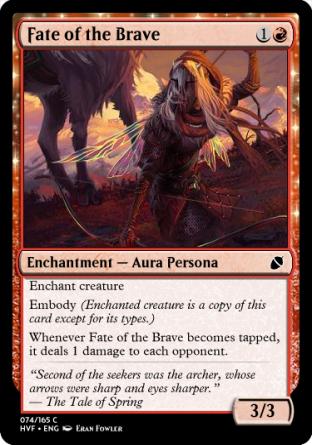 Fate of the Brave 1
Enchantment — Aura Persona
Enchant creature
Embody (Enchanted creature is a copy of this
card except for its types.)
Whenever Fate of the Brave becomes tapped,
it deals 1 damage to each opponent.
“Second of the seekers was the archer, whose
arrows were sharp and eyes sharper.”
— The Tale of Spring
3/3
074/165 C
HVF • ENG Eran Fowler